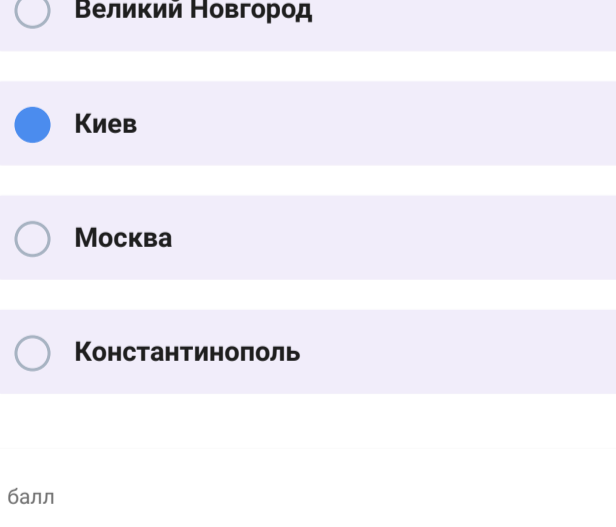 Великий Новгород
Киев
Москва
Константинополь
балл